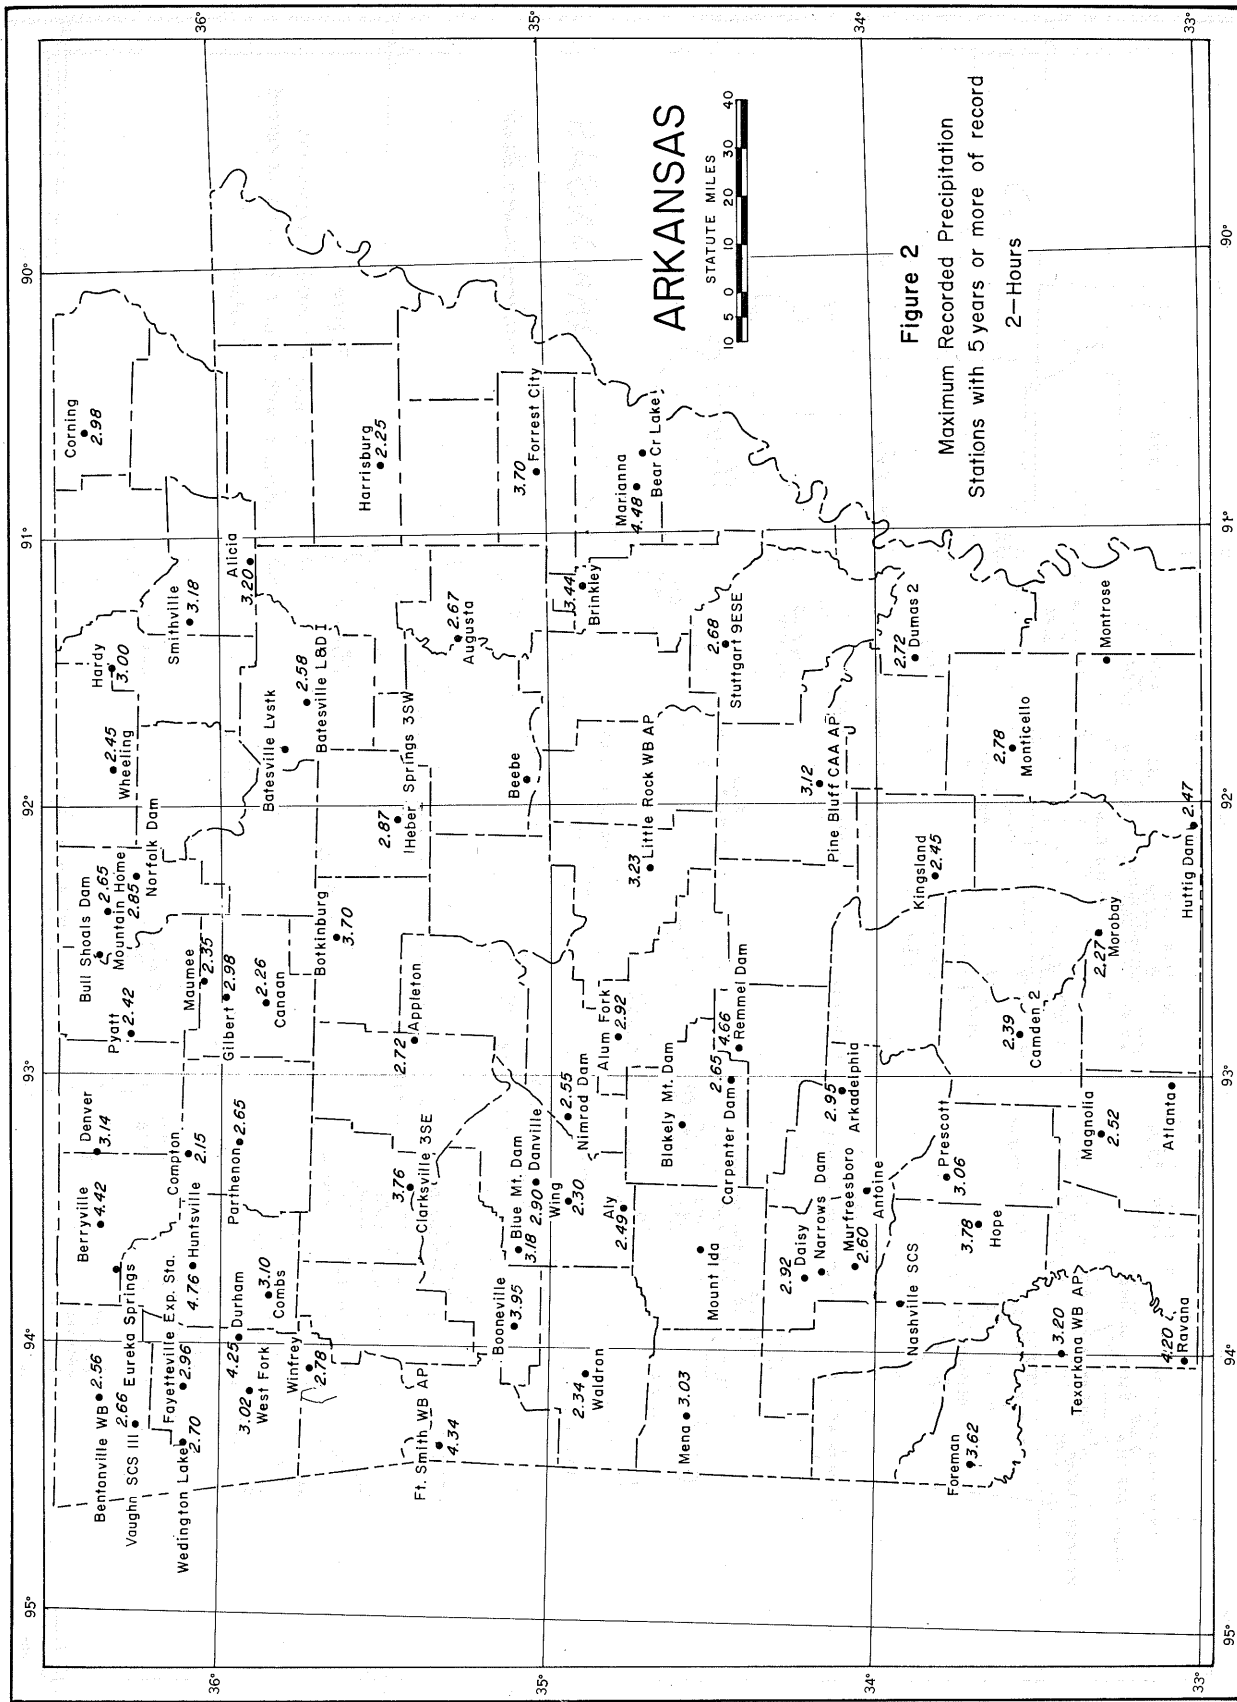 95°
94°
93°
92°
91°
90°
36°
36°
35°
35°
34°
34°
33°
33°
95°
94°
91°
90°
93°
92°
ARKANSAS
STATUTE MILES
10 5 0 10 20 30 40
Figure 2
Maximum Recorded Precipitation
Stations with 5 years or more of record
2-Hours
Bentonville WB 2.56
Vaughn SCS III 2.66
Eureka Springs
Berryville 4.42
Denver 3.14
Pyatt 2.42
Bull Shoals Dam
Mountain Home 2.65
2.85 Norfolk Dam
Wheeling 2.45
Hardy 3.00
Smithville 3.18
Corning 2.98
Wedington Lake 2.70
Fayetteville Exp. Sta. 2.96
Huntsville 4.76
Compton 2.15
Maumee 2.35
Gilbert 2.98
Canaan 2.26
Batesville Lvstk
Batesville L&D I 2.58
Alicia 3.20
Harrisburg 2.25
West Fork 3.02
4.25 Durham
3.10 Combs
Winfrey 2.78
Parthenon 2.65
Botkinburg 3.70
2.87 Heber Springs 3SW
2.67 Augusta
Ft. Smith WB AP 4.34
3.76 Clarksville 3SE
2.72 Appleton
Beebe
3.70 Forrest City
Booneville 3.95
3.18 Blue Mt. Dam
2.90 Danville
Wing 2.30
2.55 Nimrod Dam
3.44 Brinkley
Marianna 4.48
Bear Cr Lake
2.34 Waldron
Aly 2.49
Alum Fork 2.92
3.23 Little Rock WB AP
Mena 3.03
Mount Ida
Blakely Mt. Dam
Carpenter Dam 2.65
4.66 Remmel Dam
2.68 Stuttgart 9ESE
2.92 Daisy
Narrows Dam
Murfreesboro 2.60
2.95 Arkadelphia
Antoine
3.12 Pine Bluff CAA AP
2.72 Dumas 2
Nashville SCS
Foreman 3.62
3.78 Hope
Prescott 3.06
Kingsland 2.45
2.78 Monticello
2.39 Camden 2
Montrose
3.20 Texarkana WB AP
Magnolia 2.52
2.27 Morobay
4.20 Ravana
Atlanta
Huttig Dam 2.47